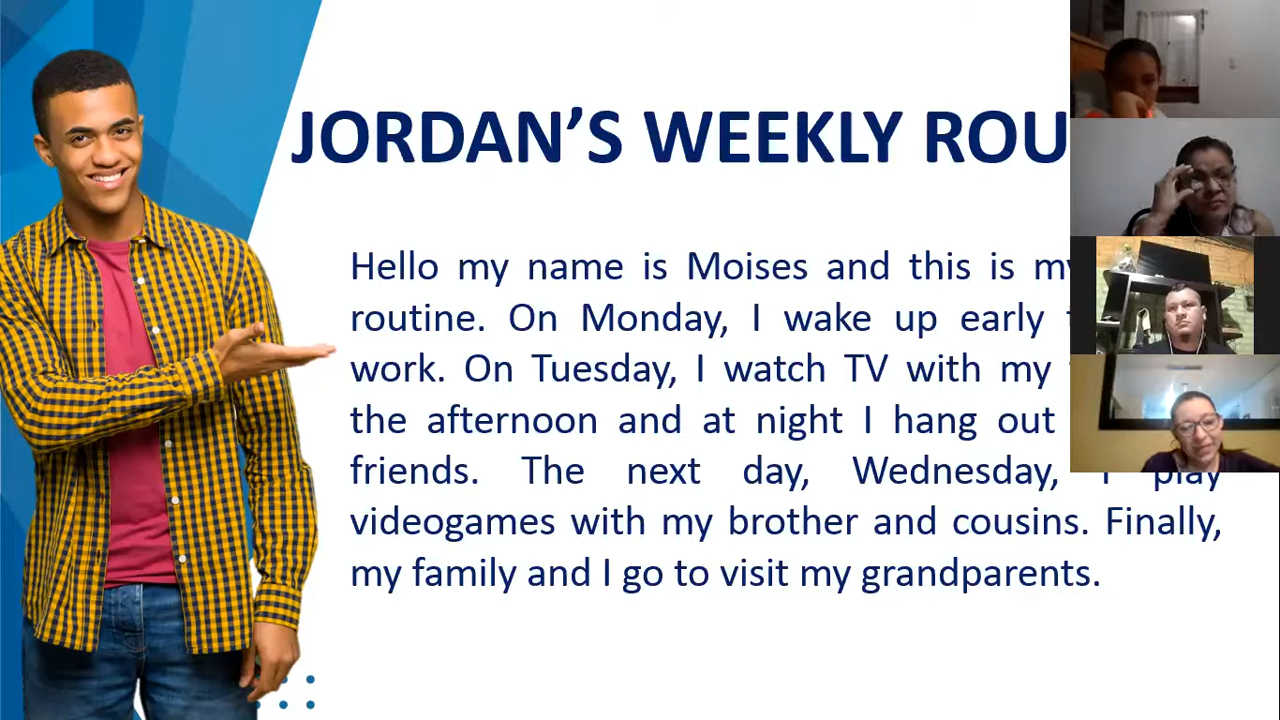 JORDAN’S WEEKLY ROU
Hello my name is Moises and this is
routine. On Monday, I wake up early
work. On Tuesday, I watch TV with my
the afternoon and at night I hang out
friends. The next day, Wednesday, I play
videogames with my brother and cousins. Finally,
my family and I go to visit my grandparents.